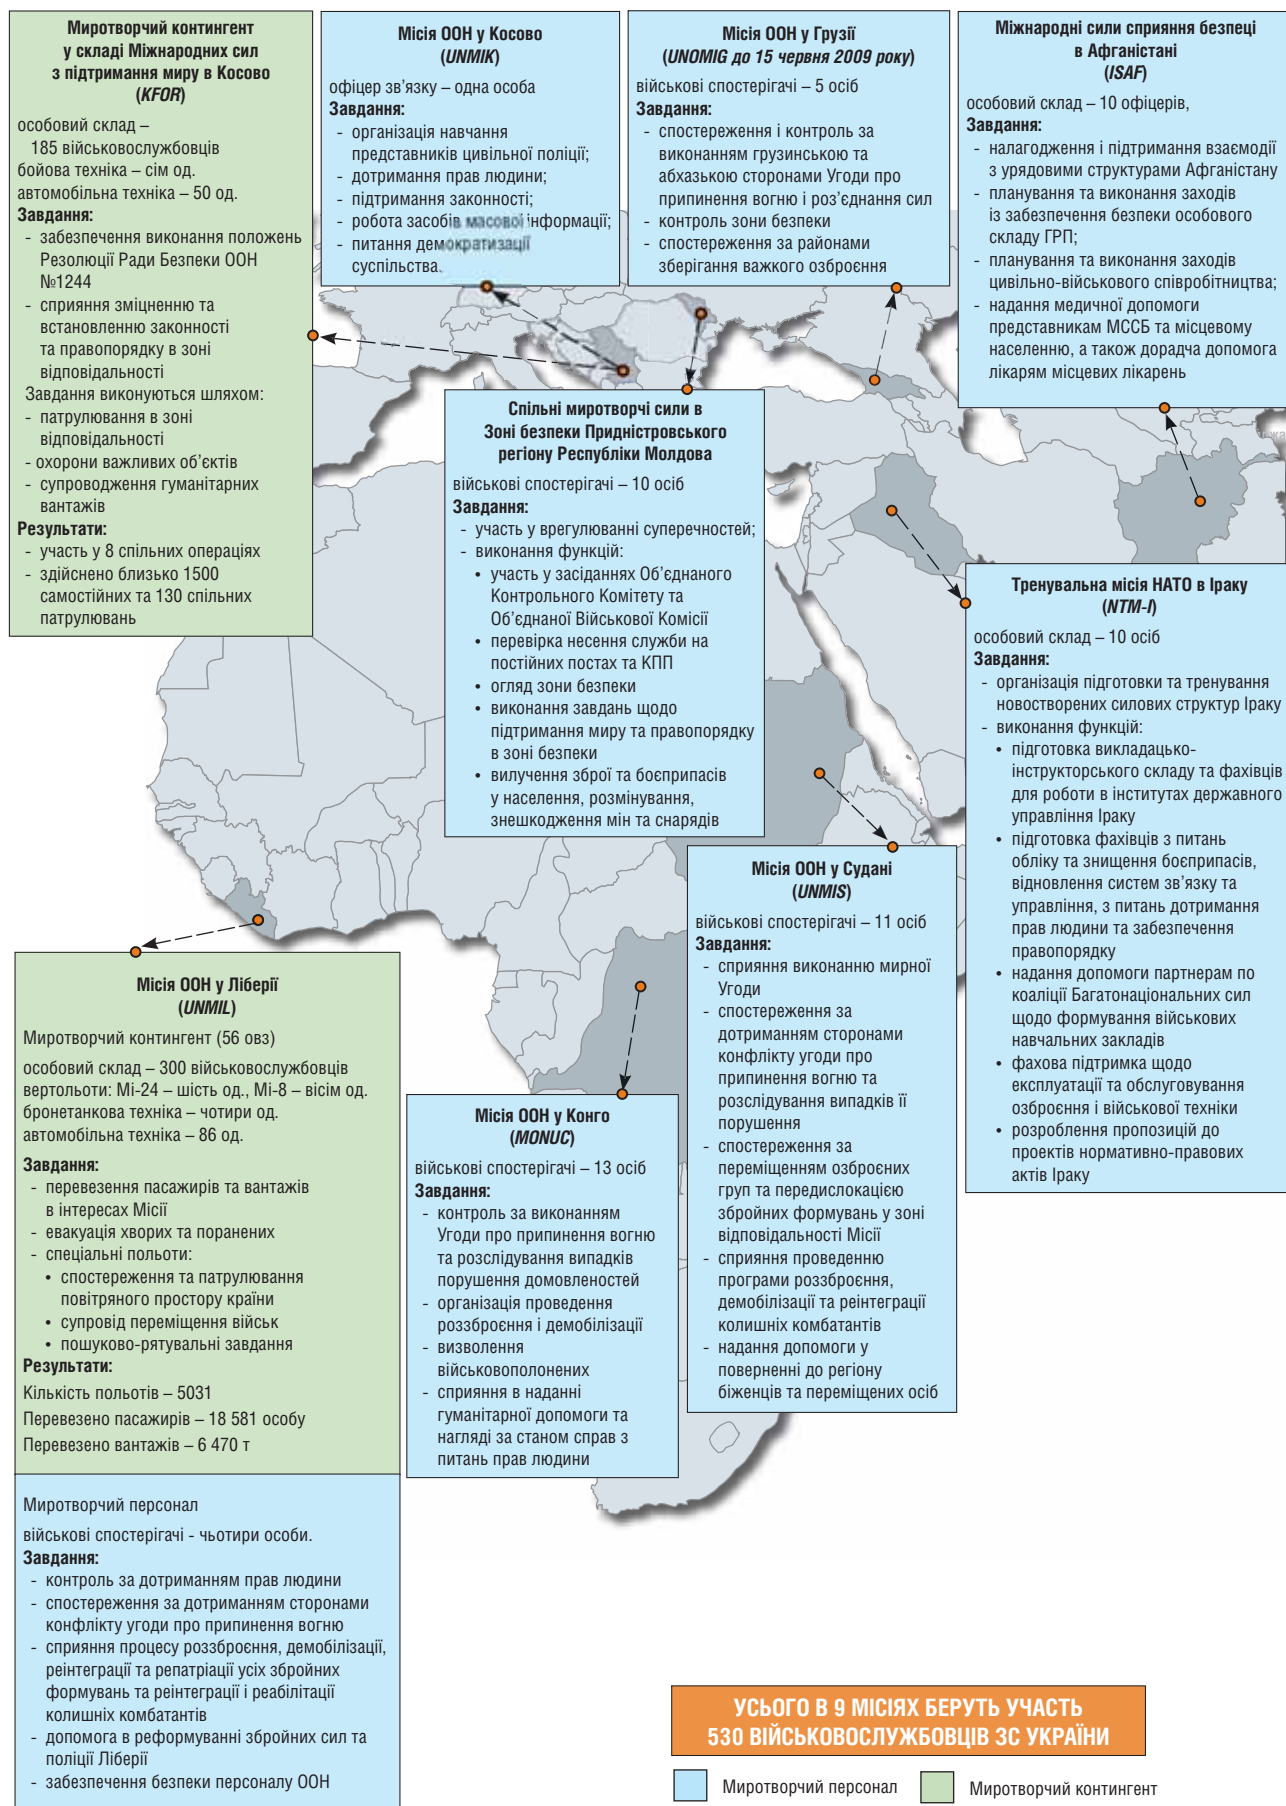 Миротворчий контингент
у складі Міжнародних сил
з підтримання миру в Косово
(KFOR)
особовий склад –
185 військовослужбовців
бойова техніка – сім од.
автомобільна техніка – 50 од.
Завдання:
- забезпечення виконання положень
Резолюції Ради Безпеки ООН
№1244
- сприяння зміцненню та
встановленню законності
та правопорядку в зоні
відповідальності
Завдання виконуються шляхом:
- патрулювання в зоні
відповідальності
- охорони важливих об’єктів
- супроводження гуманітарних
вантажів
Результати:
- участь у 8 спільних операціях
- здійснено близько 1500
самостійних та 130 спільних
патрулювань
Місія ООН у Косово
(UNMIK)
офіцер зв’язку – одна особа
Завдання:
- організація навчання
представників цивільної поліції;
- дотримання прав людини;
- підтримання законності;
- робота засобів масової інформації;
- питання демократизації
суспільства.
Місія ООН у Грузії
(UNOMIG до 15 червня 2009 року)
військові спостерігачі – 5 осіб
Завдання:
- спостереження і контроль за
виконанням грузинською та
абхазькою сторонами Угоди про
припинення вогню і роз’єднання сил
- контроль зони безпеки
- спостереження за районами
зберігання важкого озброєння
Міжнародні сили сприяння безпеці
в Афганістані
(ISAF)
особовий склад – 10 офіцерів,
Завдання:
- налагодження і підтримання взаємодії
з урядовими структурами Афганістану
- планування та виконання заходів
із забезпечення безпеки особового
складу ГРП;
- планування та виконання заходів
цивільно-військового співробітництва;
- надання медичної допомоги
представникам МССБ та місцевому
населенню, а також дорадча допомога
лікарям місцевих лікарень
Спільні миротворчі сили в
Зоні безпеки Придністровського
регіону Республіки Молдова
військові спостерігачі – 10 осіб
Завдання:
- участь у врегулюванні суперечностей;
- виконання функцій:
• участь у засіданнях Об’єднаного
Контрольного Комітету та
Об’єднаної Військової Комісії
• перевірка несення служби на
постійних постах та КПП
• огляд зони безпеки
• виконання завдань щодо
підтримання миру та правопорядку
в зоні безпеки
• вилучення зброї та боєприпасів
у населення, розмінування,
знешкодження мін та снарядів
Тренувальна місія НАТО в Іраку
(NTM-I)
особовий склад – 10 осіб
Завдання:
- організація підготовки та тренування
новостворених силових структур Іраку
- виконання функцій:
• підготовка викладацько-
інструкторського складу та фахівців
для роботи в інститутах державного
управління Іраку
• підготовка фахівців з питань
обліку та знищення боєприпасів,
відновлення систем зв’язку та
управління, з питань дотримання
прав людини та забезпечення
правопорядку
• надання допомоги партнерам по
коаліції Багатонаціональних сил
щодо формування військових
навчальних закладів
• фахова підтримка щодо
експлуатації та обслуговування
озброєння і військової техніки
• розроблення пропозицій до
проектів нормативно-правових
актів Іраку
Місія ООН у Судані
(UNMIS)
військові спостерігачі – 11 осіб
Завдання:
- сприяння виконанню мирної
Угоди
- спостереження за
дотриманням сторонами
конфлікту угоди про
припинення вогню та
розслідування випадків її
порушення
- спостереження за
переміщенням озброєних
груп та передислокацією
збройних формувань у зоні
відповідальності Місії
- сприяння проведенню
програми роззброєння,
демобілізації та реінтеграції
колишніх комбатантів
- надання допомоги у
поверненні до регіону
біженців та переміщених осіб
Місія ООН у Ліберії
(UNMIL)
Миротворчий контингент (56 овз)
особовий склад – 300 військовослужбовців
вертольоти: Мі-24 – шість од., Мі-8 – вісім од.
бронетанкова техніка – чотири од.
автомобільна техніка – 86 од.
Завдання:
- перевезення пасажирів та вантажів
в інтересах Місії
- евакуація хворих та поранених
- спеціальні польоти:
• спостереження та патрулювання
повітряного простору країни
• супровід переміщення військ
• пошуково-рятувальні завдання
Результати:
Кількість польотів – 5031
Перевезено пасажирів – 18 581 особу
Перевезено вантажів – 6 470 т
Місія ООН у Конго
(MONUC)
військові спостерігачі – 13 осіб
Завдання:
- контроль за виконанням
Угоди про припинення вогню
та розслідування випадків
порушення домовленостей
- організація проведення
роззброєння і демобілізації
- визволення
військовополонених
- сприяння в наданні
гуманітарної допомоги та
нагляді за станом справ з
питань прав людини
Миротворчий персонал
військові спостерігачі - чьотири особи.
Завдання:
- контроль за дотриманням прав людини
- спостереження за дотриманням сторонами
конфлікту угоди про припинення вогню
- сприяння процесу роззброєння, демобілізації,
реінтеграції та репатріації усіх збройних
формувань та реінтеграції і реабілітації
колишніх комбатантів
- допомога в реформуванні збройних сил та
поліції Ліберії
- забезпечення безпеки персоналу ООН
УСЬОГО В 9 МІСІЯХ БЕРУТЬ УЧАСТЬ
530 ВІЙСЬКОВОСЛУЖБОВЦІВ ЗС УКРАЇНИ
Миротворчий персонал
Миротворчий контингент